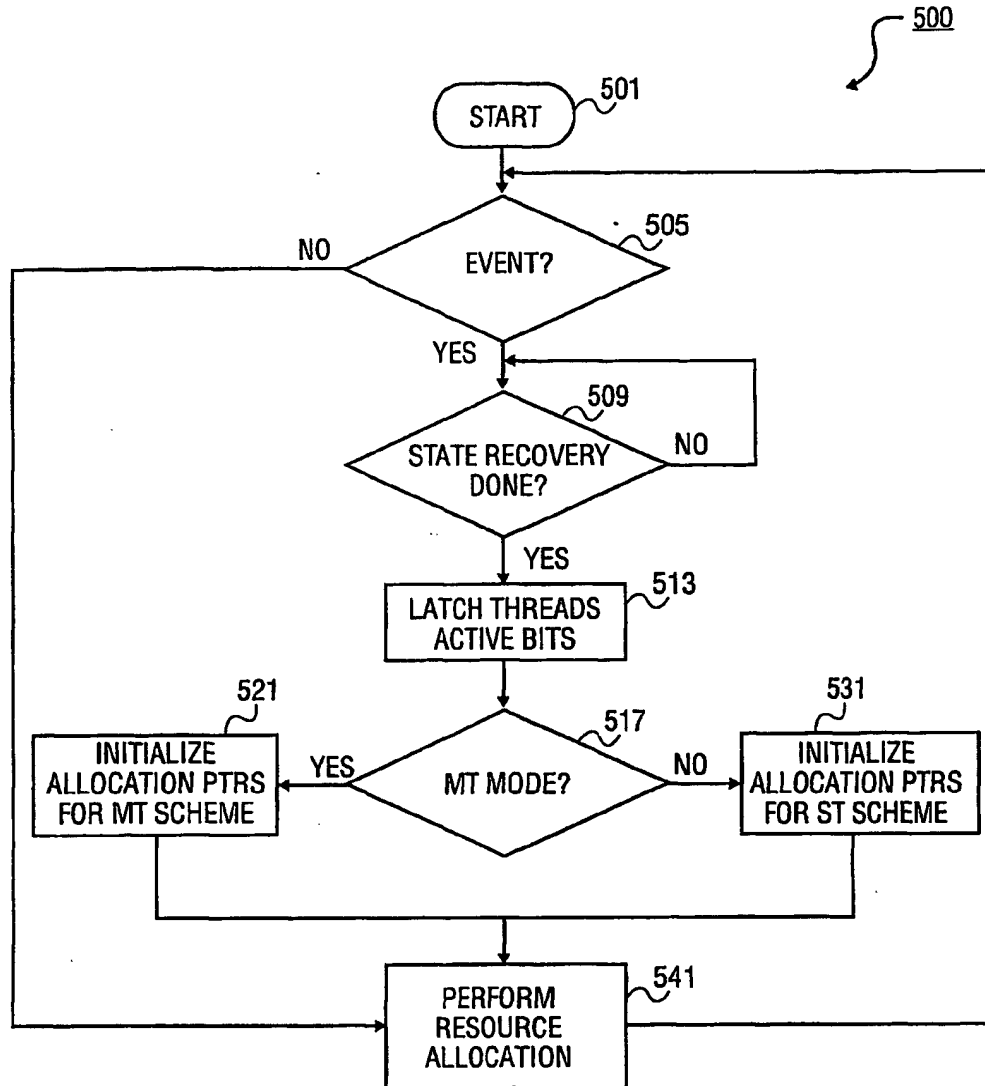 500
START
501
505
NO
EVENT?
YES
509
STATE RECOVERY
DONE?
NO
YES
513
LATCH THREADS
ACTIVE BITS
521
INITIALIZE
ALLOCATION PTRS
FOR MT SCHEME
YES
517
MT MODE?
NO
531
INITIALIZE
ALLOCATION PTRS
FOR ST SCHEME
541
PERFORM
RESOURCE
ALLOCATION